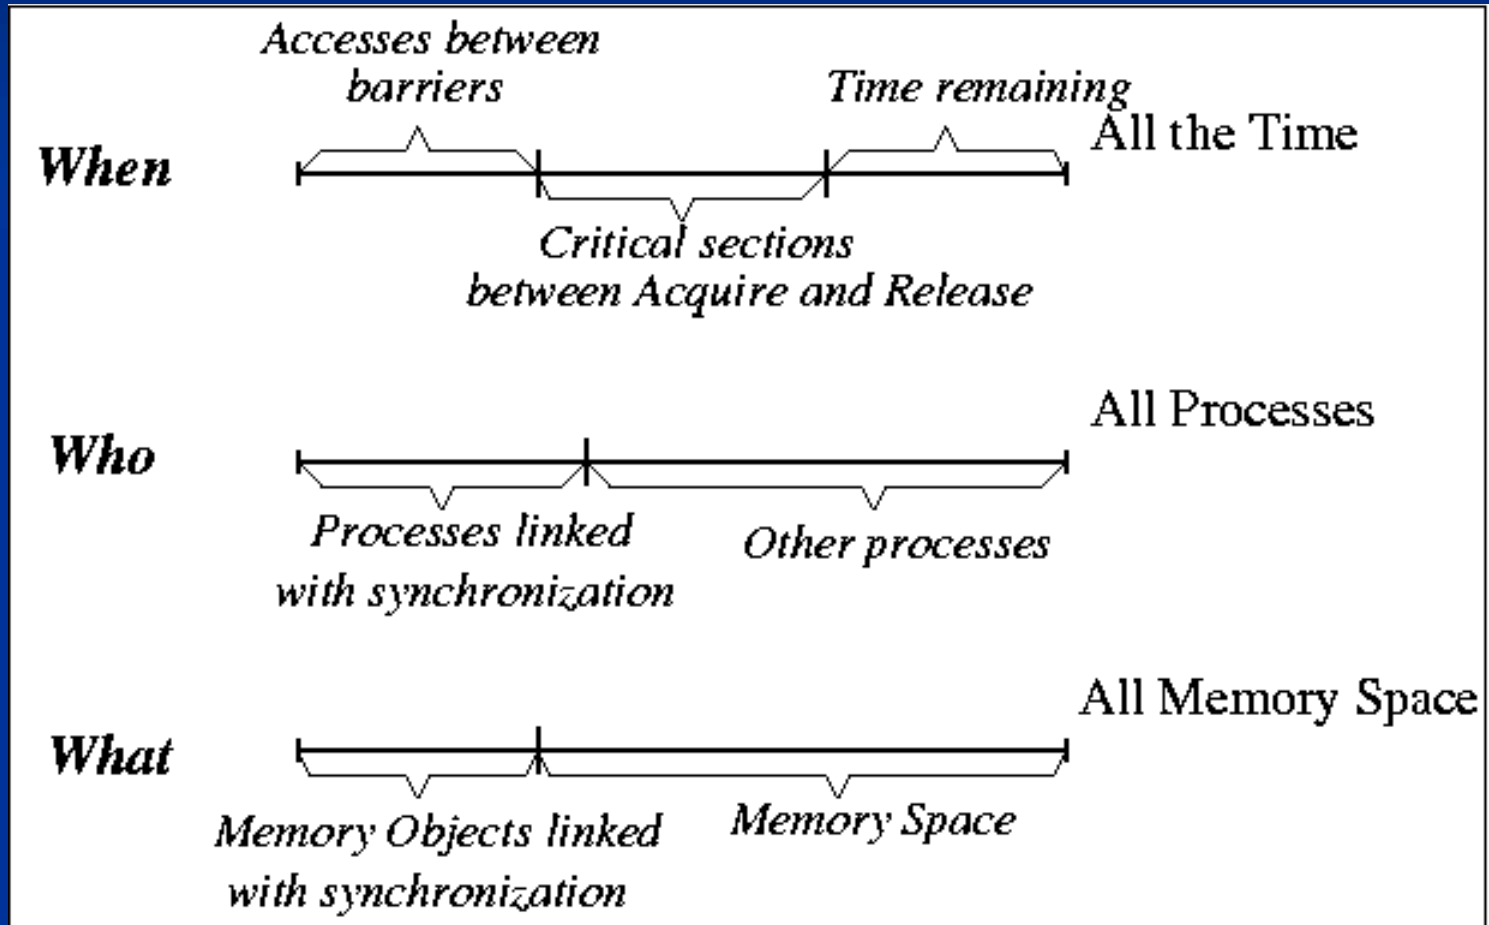 Accesses between
barriers
Time remaining
All the Time
When
Critical sections
between Acquire and Release
All Processes
Who
Processes linked
with synchronization
Other processes
All Memory Space
What
Memory Objects linked
with synchronization
Memory Space